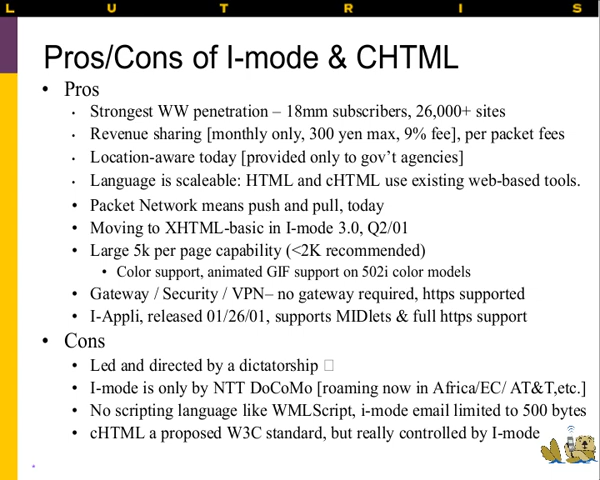 L U T R I S
Pros/Cons of I-mode & CHTML
• Pros
• Strongest WW penetration – 18mm subscribers, 26,000+ sites
• Revenue sharing [monthly only, 300 yen max, 9% fee], per packet fees
• Location-aware today [provided only to gov’t agencies]
• Language is scaleable: HTML and cHTML use existing web-based tools.
• Packet Network means push and pull, today
• Moving to XHTML-basic in I-mode 3.0, Q2/01
• Large 5k per page capability (<2K recommended)
• Color support, animated GIF support on 502i color models
• Gateway / Security / VPN– no gateway required, https supported
• I-Appli, released 01/26/01, supports MIDlets & full https support
• Cons
• Led and directed by a dictatorship □
• I-mode is only by NTT DoCoMo [roaming now in Africa/EC/ AT&T,etc.]
• No scripting language like WMLScript, i-mode email limited to 500 bytes
• cHTML a proposed W3C standard, but really controlled by I-mode